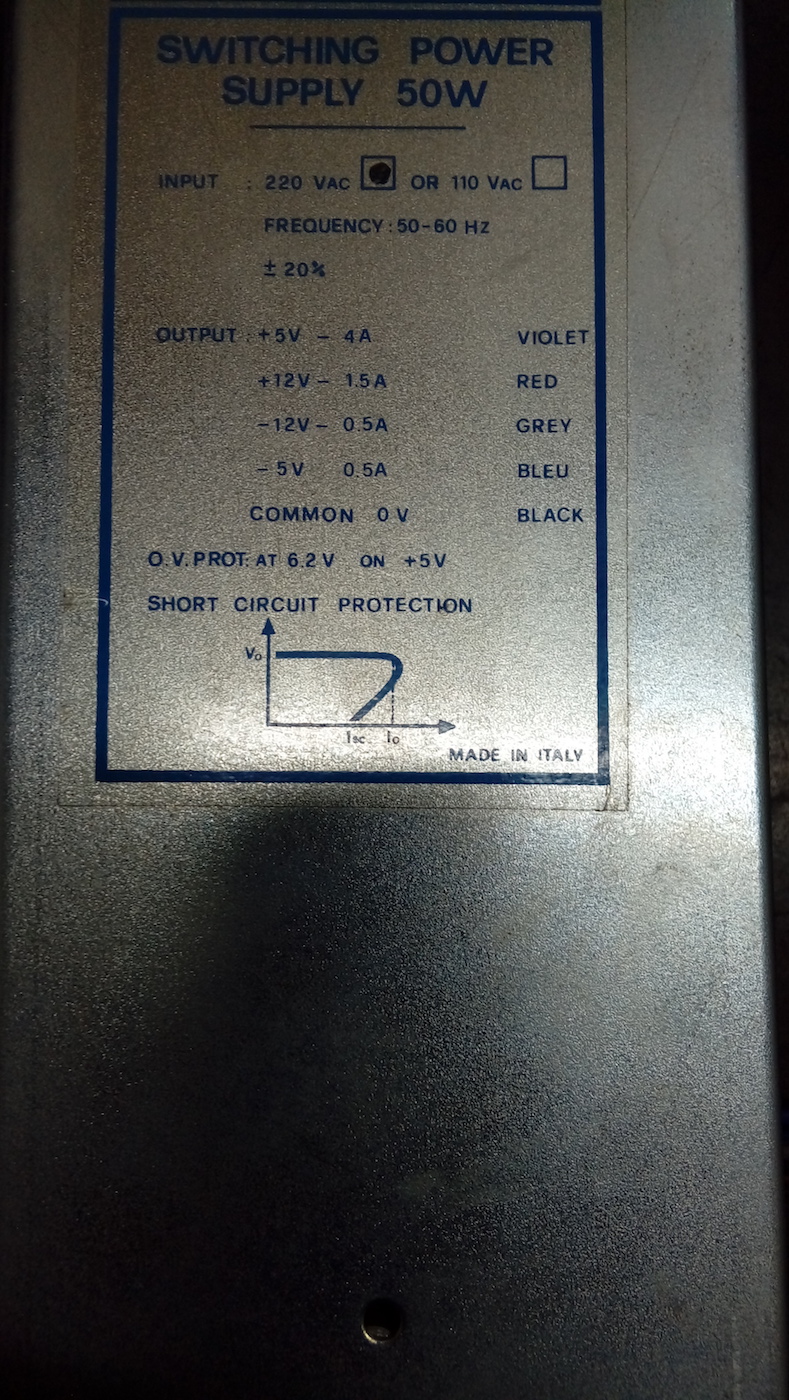 SWITCHING POWER
SUPPLY 50W
INPUT : 220 VAC OR 110 VAC
FREQUENCY : 50-60 HZ
± 20%
OUTPUT : +5V - 4A VIOLET
+12V - 1.5A RED
-12V - 0.5A GREY
- 5V 0.5A BLEU
COMMON 0V BLACK
O.V. PROT: AT 6.2V ON +5V
SHORT CIRCUIT PROTECTION
Vo
Isc Io
MADE IN ITALY